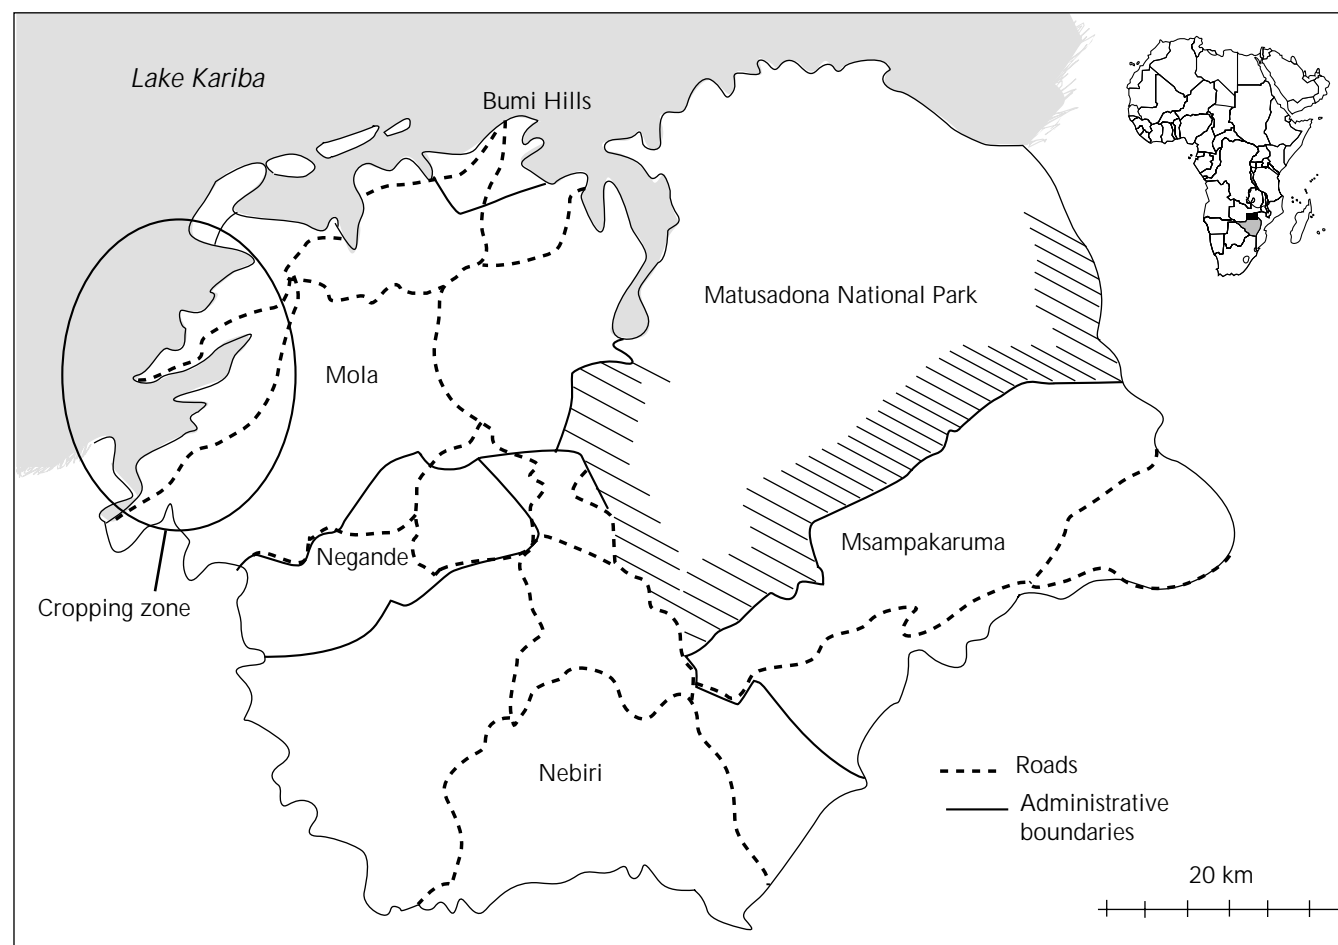 Lake Kariba
Bumi Hills
Matusadona National Park
Mola
Msampakaruma
Negande
Cropping zone
Nebiri
Roads
Administrative
boundaries
20 km